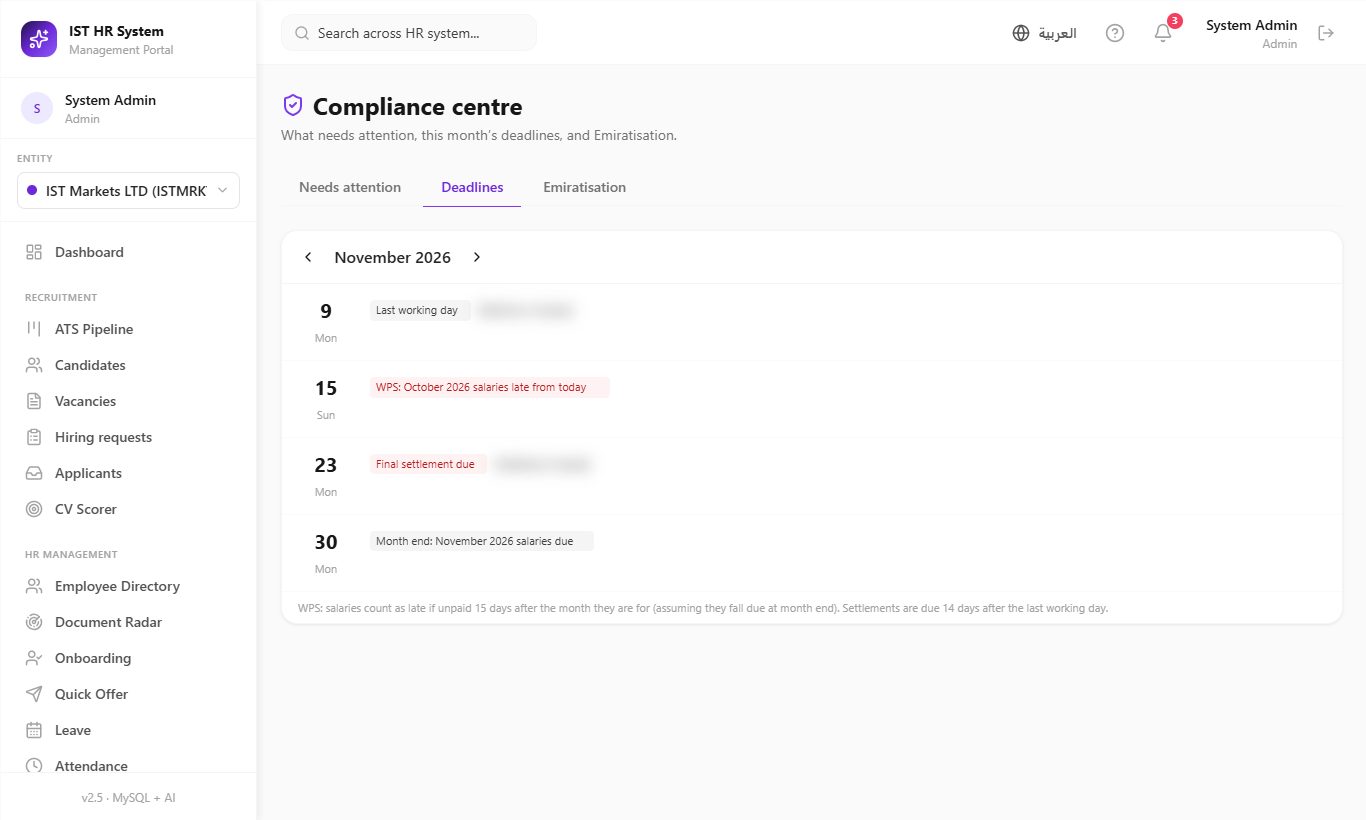 IST HR System
Management Portal
S
System Admin
Admin
ENTITY
IST Markets LTD (ISTMRK
Dashboard
RECRUITMENT
ATS Pipeline
Candidates
Vacancies
Hiring requests
Applicants
CV Scorer
HR MANAGEMENT
Employee Directory
Document Radar
Onboarding
Quick Offer
Leave
Attendance
v2.5 · MySQL + AI
Search across HR system...
العربية
3
System Admin
Admin
Compliance centre
What needs attention, this month's deadlines, and Emiratisation.
Needs attention
Deadlines
Emiratisation
November 2026
9
Mon
Last working day
15
Sun
WPS: October 2026 salaries late from today
23
Mon
Final settlement due
30
Mon
Month end: November 2026 salaries due
WPS: salaries count as late if unpaid 15 days after the month they are for (assuming they fall due at month end). Settlements are due 14 days after the last working day.